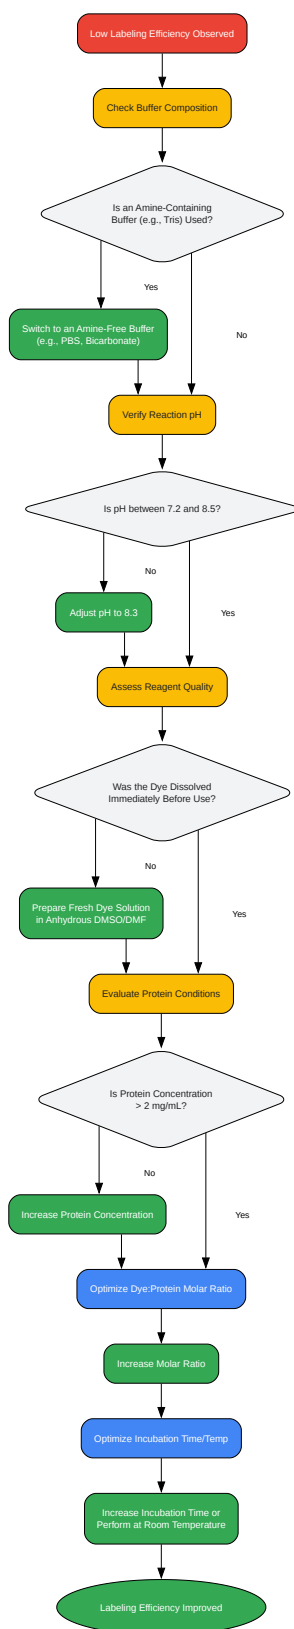 Low Labeling Efficiency Observed
Check Buffer Composition
Is an Amine-Containing
Buffer (e.g., Tris) Used?
Yes
Switch to an Amine-Free Buffer
(e.g., PBS, Bicarbonate)
No
Verify Reaction pH
Is pH between 7.2 and 8.5?
No
Adjust pH to 8.3
Yes
Assess Reagent Quality
Was the Dye Dissolved
Immediately Before Use?
No
Prepare Fresh Dye Solution
in Anhydrous DMSO/DMF
Yes
Evaluate Protein Conditions
Is Protein Concentration
> 2 mg/mL?
No
Increase Protein Concentration
Yes
Optimize Dye:Protein Molar Ratio
Increase Molar Ratio
Optimize Incubation Time/Temp
Increase Incubation Time or
Perform at Room Temperature
Labeling Efficiency Improved